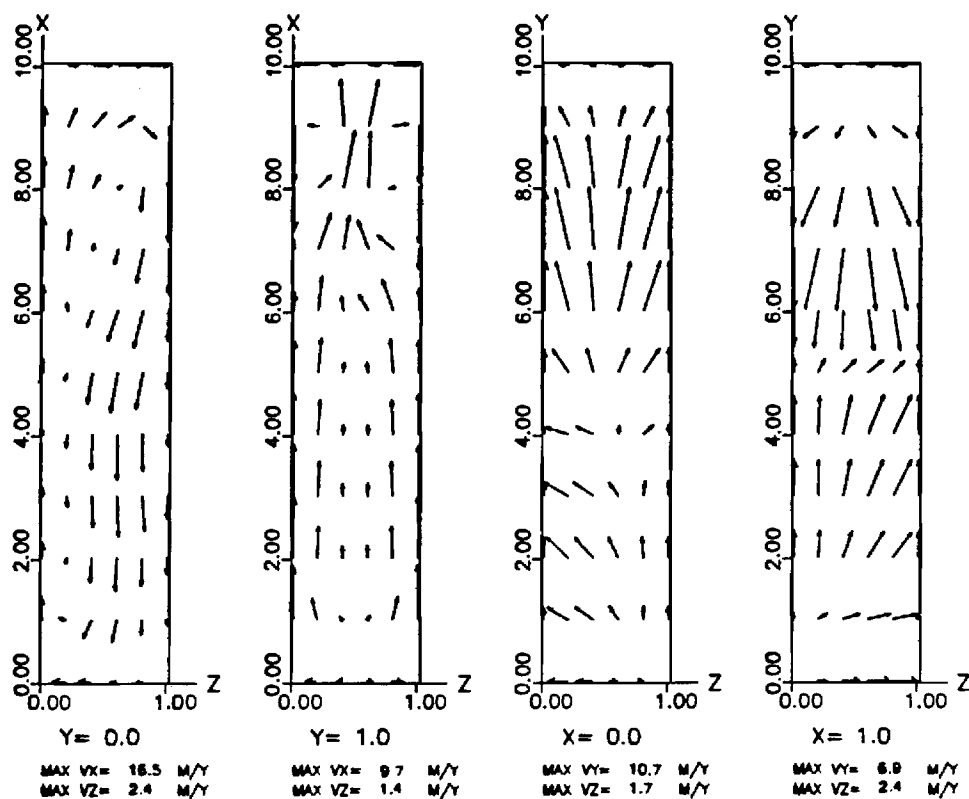 X
10.00
8.00
6.00
4.00
2.00
0.00
0.00
1.00
Z
Y= 0.0
MAX VX= 16.5 M/Y
MAX VZ= 2.4 M/Y
X
10.00
8.00
6.00
4.00
2.00
0.00
0.00
1.00
Z
Y= 1.0
MAX VX= 9.7 M/Y
MAX VZ= 1.4 M/Y
Y
10.00
8.00
6.00
4.00
2.00
0.00
0.00
1.00
Z
X= 0.0
MAX VY= 10.7 M/Y
MAX VZ= 1.7 M/Y
Y
10.00
8.00
6.00
4.00
2.00
0.00
0.00
1.00
Z
X= 1.0
MAX VY= 6.9 M/Y
MAX VZ= 2.4 M/Y